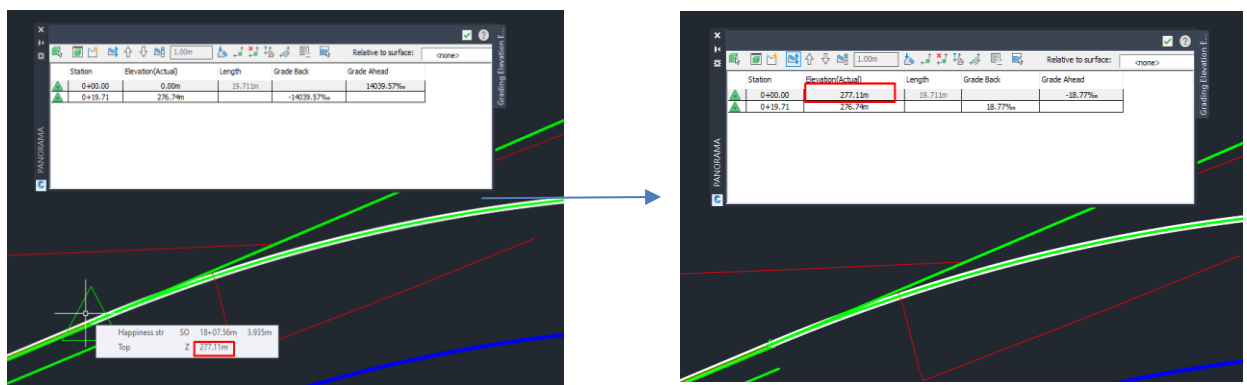 1.00m Relative to surface: <none>
Station Elevation(Actual) Length Grade Back Grade Ahead
0+00.00 0.00m 19.711m 14039.57‰
0+19.71 276.74m -14039.57‰
PANORAMA
Grading Elevation E...
Happiness str SO 18+07.56m 3.935m
Top Z 277.11m
1.00m Relative to surface: <none>
Station Elevation(Actual) Length Grade Back Grade Ahead
0+00.00 277.11m 19.711m -18.77‰
0+19.71 276.74m 18.77‰
PANORAMA
Grading Elevation E...